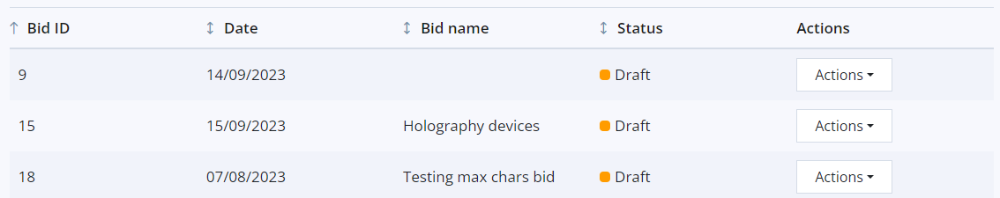 Bid ID Date Bid name Status Actions
9 14/09/2023 Draft Actions
15 15/09/2023 Holography devices Draft Actions
18 07/08/2023 Testing max chars bid Draft Actions